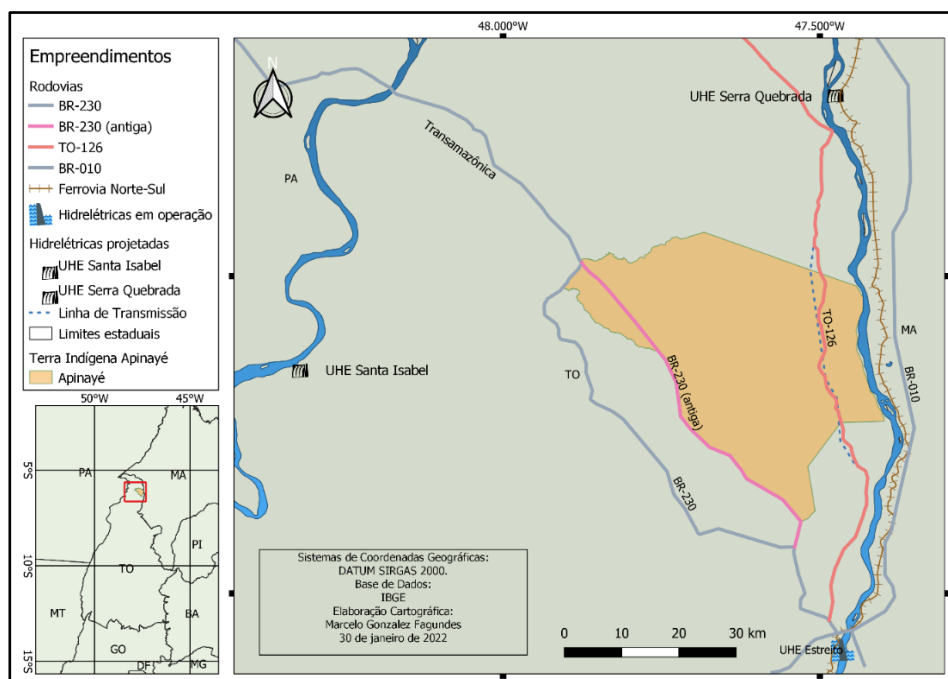 Empreendimentos
Rodovias
BR-230
BR-230 (antiga)
TO-126
BR-010
Ferrovia Norte-Sul
Hidrelétricas em operação
Hidrelétricas projetadas
UHE Santa Isabel
UHE Serra Quebrada
Linha de Transmissão
Limites estaduais
Terra Indígena Apinayé
Apinayé
50°W
45°W
5°S
10°S
15°S
PA
MA
PI
TO
MT
BA
GO
DF
MG
48.000°W
47.500°W
N
UHE Serra Quebrada
Transamazônica
PA
TO-126
MA
BR-010
UHE Santa Isabel
TO
BR-230 (antiga)
BR-230
Sistemas de Coordenadas Geográficas:
DATUM SIRGAS 2000.
Base de Dados:
IBGE
Elaboração Cartográfica:
Marcelo Gonzalez Fagundes
30 de janeiro de 2022
0 10 20 30 km
UHE Estreito